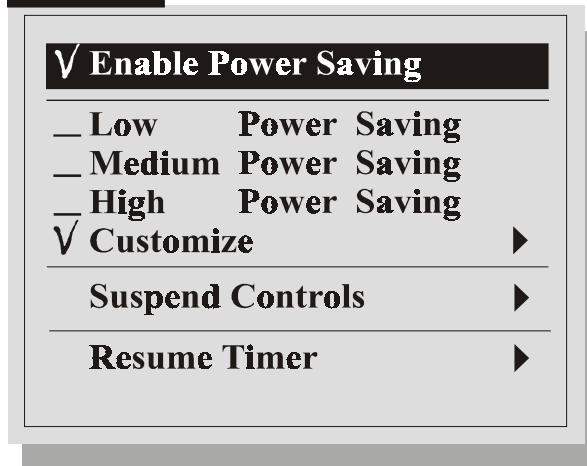 √ Enable Power Saving
_ Low Power Saving
_ Medium Power Saving
_ High Power Saving
√ Customize ▶
Suspend Controls ▶
Resume Timer ▶